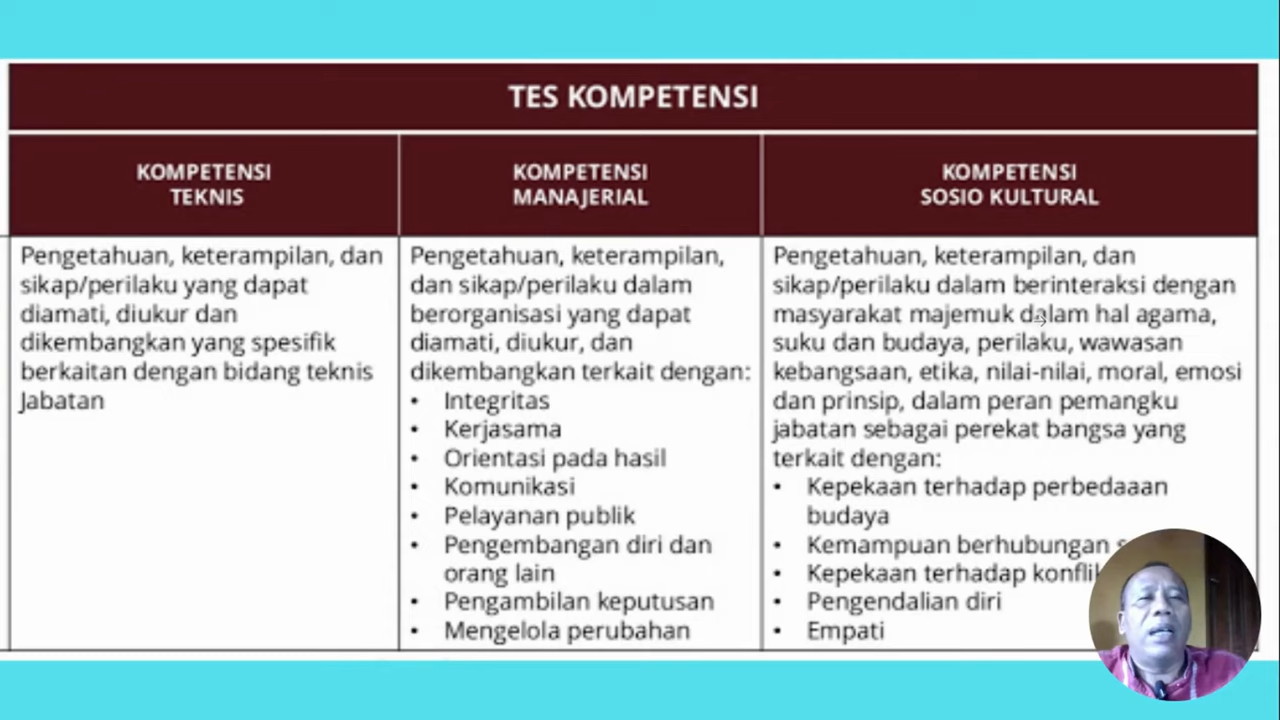 TES KOMPETENSI
KOMPETENSI
TEKNIS
KOMPETENSI
MANAJERIAL
KOMPETENSI
SOSIO KULTURAL
Pengetahuan, keterampilan, dan
sikap/perilaku yang dapat
diamati, diukur dan
dikembangkan yang spesifik
berkaitan dengan bidang teknis
Jabatan
Pengetahuan, keterampilan,
dan sikap/perilaku dalam
berorganisasi yang dapat
diamati, diukur, dan
dikembangkan terkait dengan:
• Integritas
• Kerjasama
• Orientasi pada hasil
• Komunikasi
• Pelayanan publik
• Pengembangan diri dan
orang lain
• Pengambilan keputusan
• Mengelola perubahan
Pengetahuan, keterampilan, dan
sikap/perilaku dalam berinteraksi dengan
masyarakat majemuk dalam hal agama,
suku dan budaya, perilaku, wawasan
kebangsaan, etika, nilai-nilai, moral, emosi
dan prinsip, dalam peran pemangku
jabatan sebagai perekat bangsa yang
terkait dengan:
• Kepekaan terhadap perbedaaan
budaya
• Kemampuan berhubungan
• Kepekaan terhadap konflik
• Pengendalian diri
• Empati